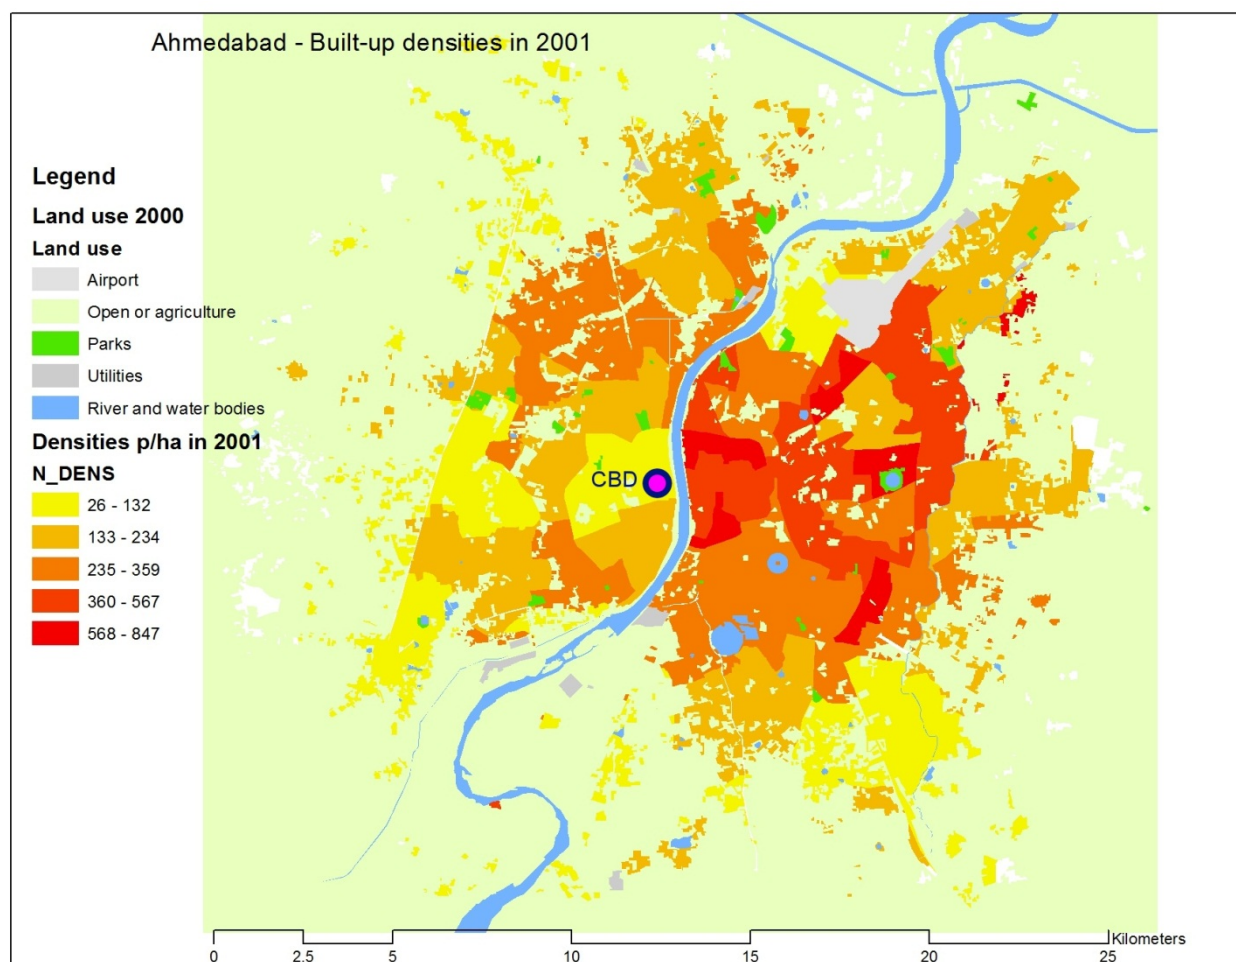 Ahmedabad - Built-up densities in 2001
Legend
Land use 2000
Land use
Airport
Open or agriculture
Parks
Utilities
River and water bodies
Densities p/ha in 2001
N_DENS
26 - 132
133 - 234
235 - 359
360 - 567
568 - 847
CBD
Kilometers
0 2.5 5 10 15 20 25